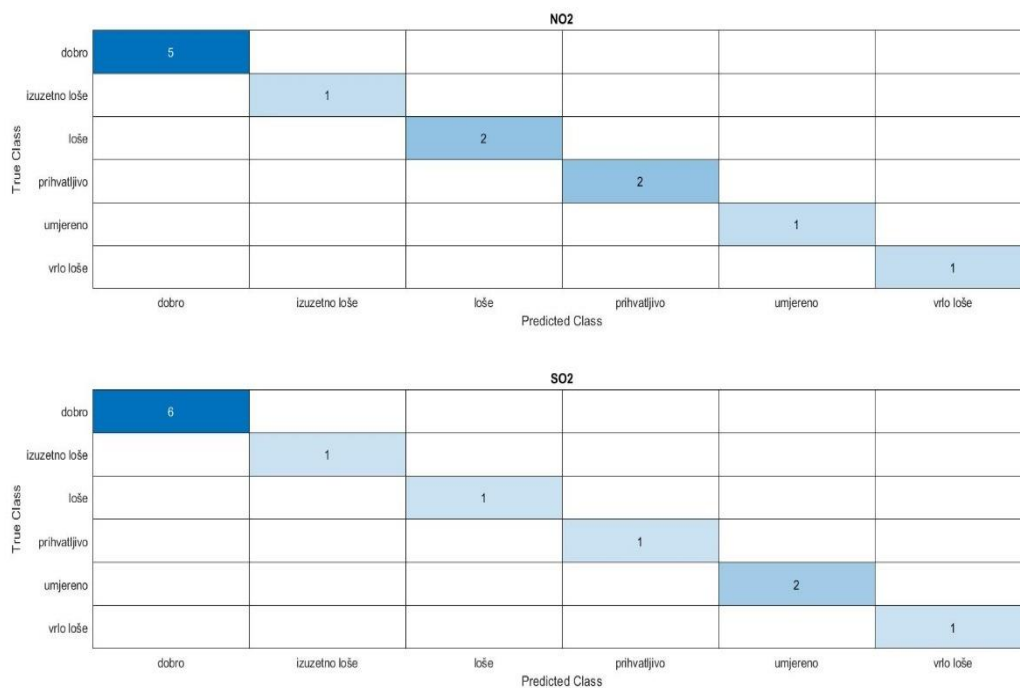 NO2
dobro 5
izuzetno loše 1
loše 2
prihvatljivo 2
umjereno 1
vrlo loše 1
True Class
dobro izuzetno loše loše prihvatljivo umjereno vrlo loše
Predicted Class
SO2
dobro 6
izuzetno loše 1
loše 1
prihvatljivo 1
umjereno 2
vrlo loše 1
True Class
dobro izuzetno loše loše prihvatljivo umjereno vrlo loše
Predicted Class